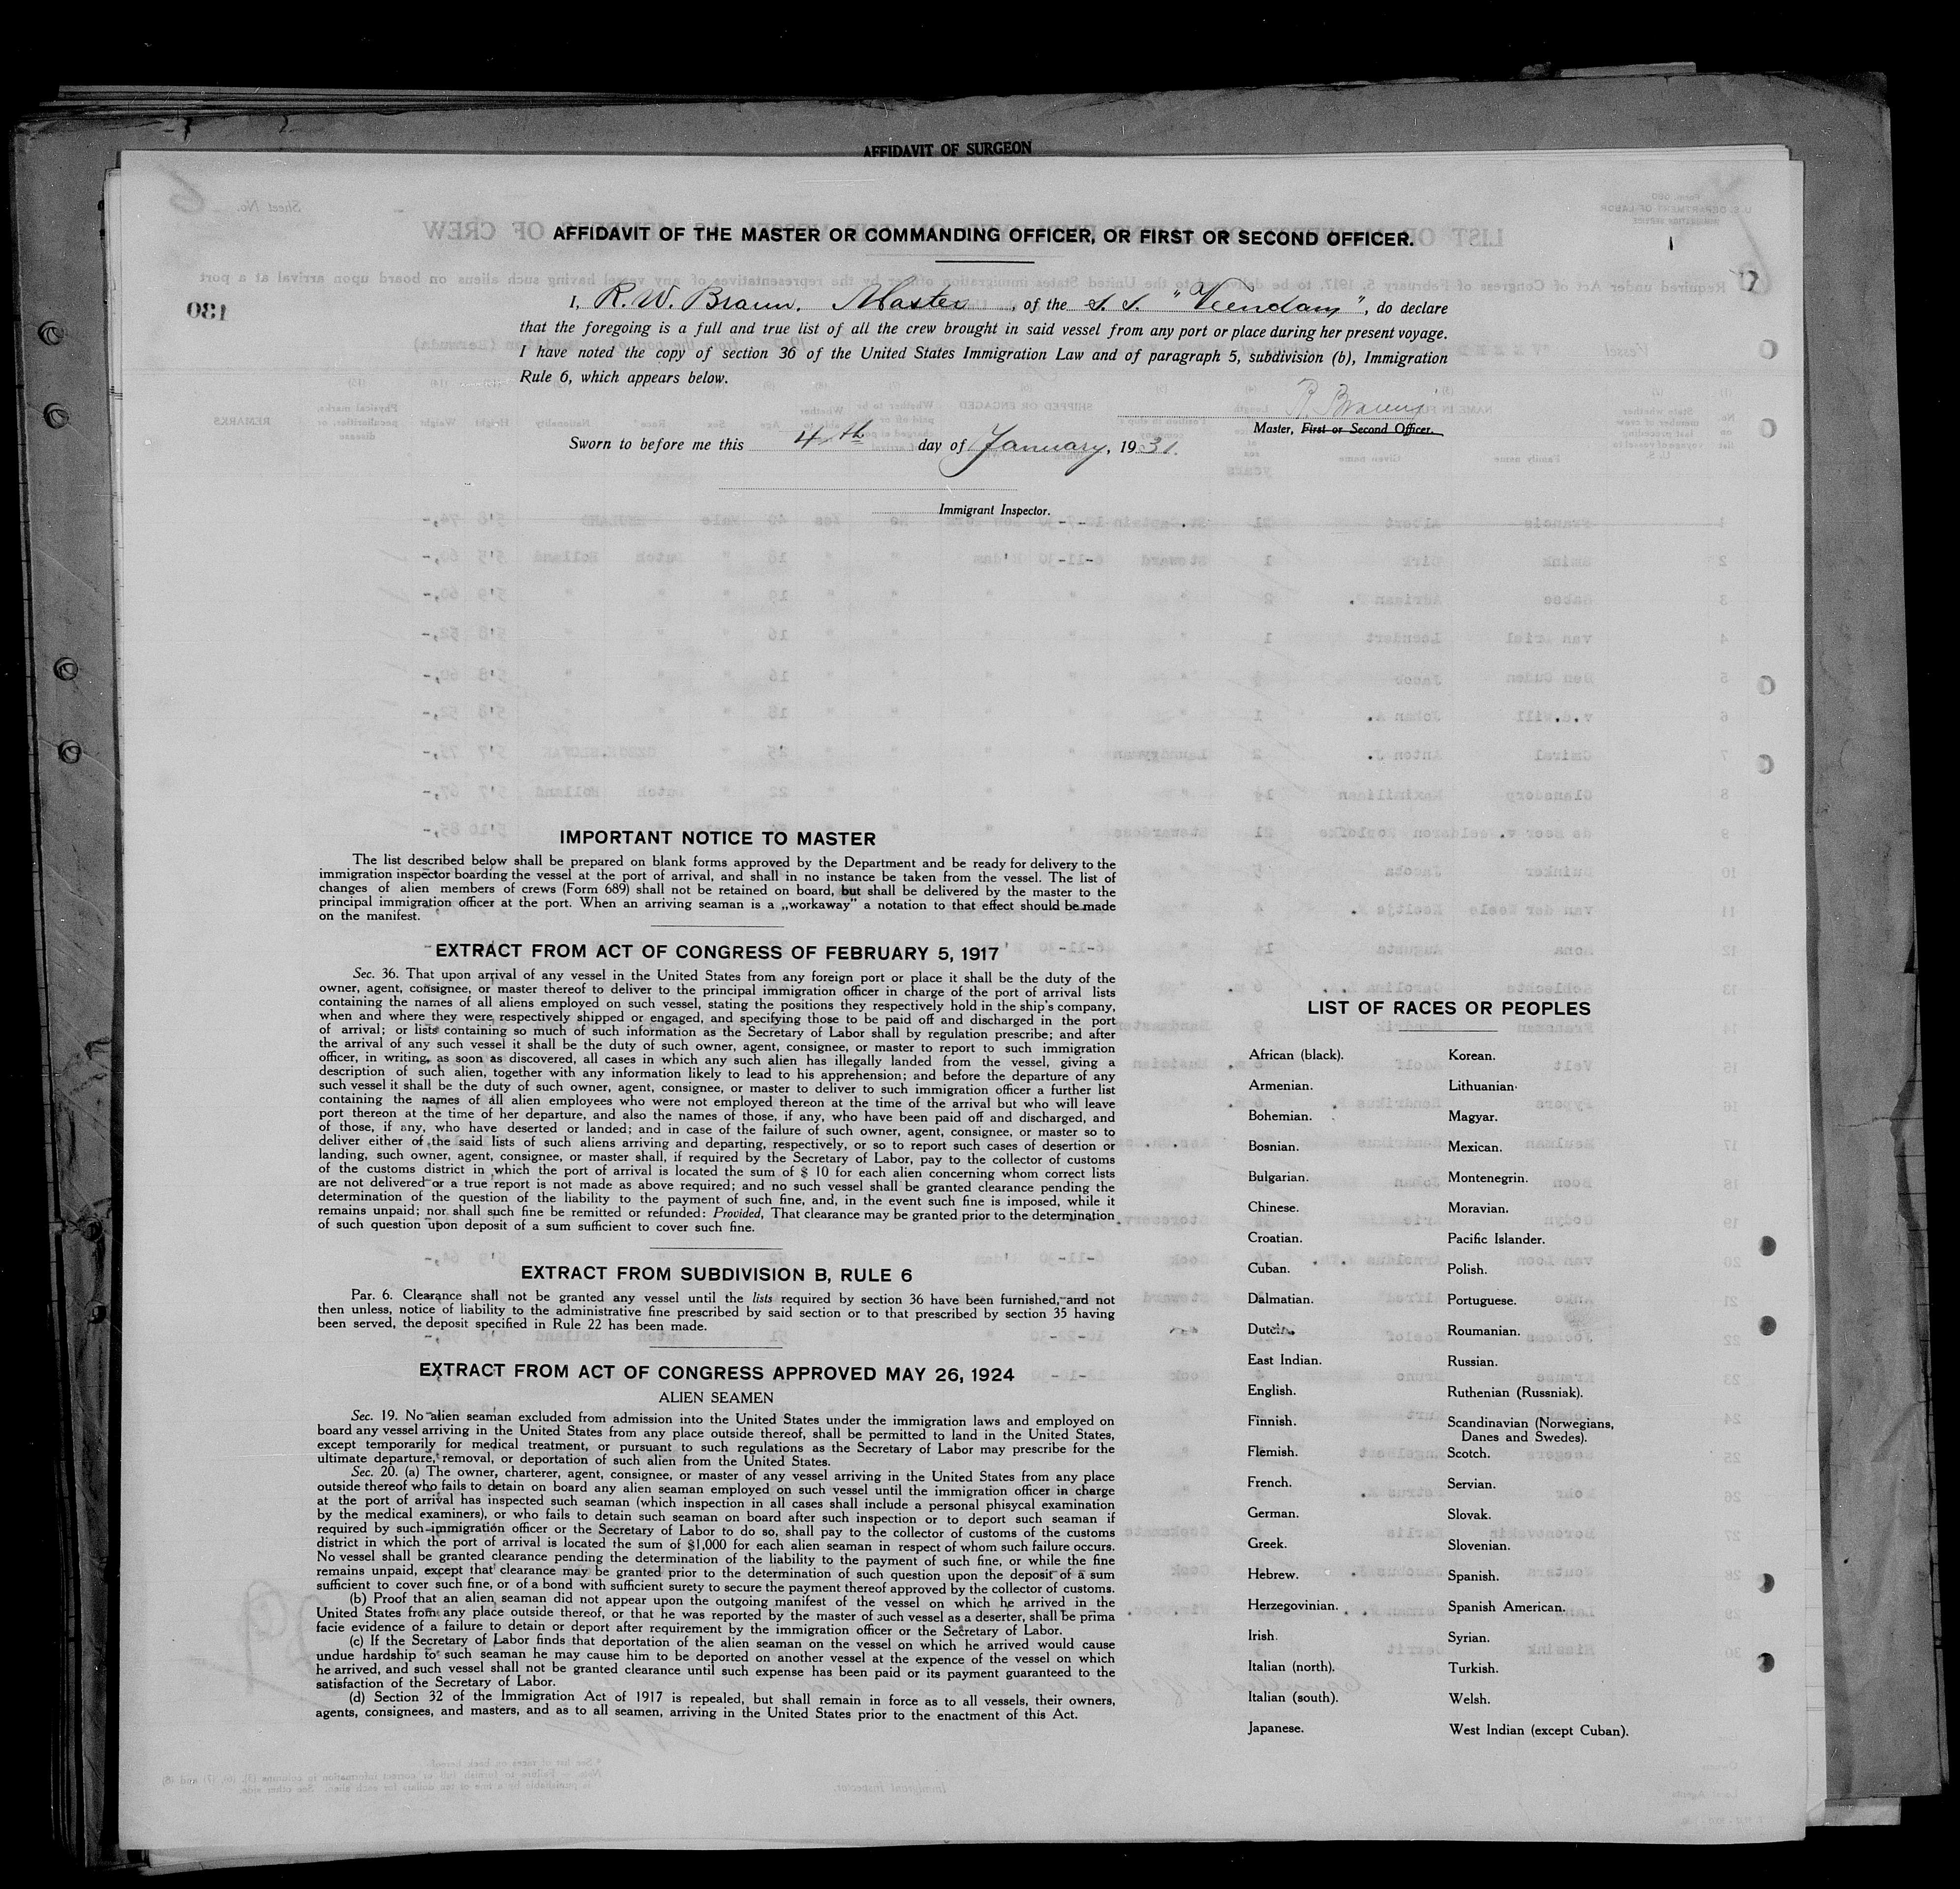 AFFIDAVIT OF SURGEON
AFFIDAVIT OF THE MASTER OR COMMANDING OFFICER, OR FIRST OR SECOND OFFICER.
I, R. W. Braun. Master, of the S. S. "Veendam", do declare
that the foregoing is a full and true list of all the crew brought in said vessel from any port or place during her present voyage.
I have noted the copy of section 36 of the United States Immigration Law and of paragraph 5, subdivision (b), Immigration
Rule 6, which appears below.
R. Braun
Master, First or Second Officer.
Sworn to before me this 4th day of January, 1931.
Immigrant Inspector.
IMPORTANT NOTICE TO MASTER
The list described below shall be prepared on blank forms approved by the Department and be ready for delivery to the
immigration inspector boarding the vessel at the port of arrival, and shall in no instance be taken from the vessel. The list of
changes of alien members of crews (Form 689) shall not be retained on board, but shall be delivered by the master to the
principal immigration officer at the port. When an arriving seaman is a „workaway” a notation to that effect should be made
on the manifest.
EXTRACT FROM ACT OF CONGRESS OF FEBRUARY 5, 1917
Sec. 36. That upon arrival of any vessel in the United States from any foreign port or place it shall be the duty of the
owner, agent, consignee, or master thereof to deliver to the principal immigration officer in charge of the port of arrival lists
containing the names of all aliens employed on such vessel, stating the positions they respectively hold in the ship's company,
when and where they were respectively shipped or engaged, and specifying those to be paid off and discharged in the port
of arrival; or lists containing so much of such information as the Secretary of Labor shall by regulation prescribe; and after
the arrival of any such vessel it shall be the duty of such owner, agent, consignee, or master to report to such immigration
officer, in writing, as soon as discovered, all cases in which any such alien has illegally landed from the vessel, giving a
description of such alien, together with any information likely to lead to his apprehension; and before the departure of any
such vessel it shall be the duty of such owner, agent, consignee, or master to deliver to such immigration officer a further list
containing the names of all alien employees who were not employed thereon at the time of the arrival but who will leave
port thereon at the time of her departure, and also the names of those, if any, who have been paid off and discharged, and
of those, if any, who have deserted or landed; and in case of the failure of such owner, agent, consignee, or master so to
deliver either of the said lists of such aliens arriving and departing, respectively, or so to report such cases of desertion or
landing, such owner, agent, consignee, or master shall, if required by the Secretary of Labor, pay to the collector of customs
of the customs district in which the port of arrival is located the sum of $ 10 for each alien concerning whom correct lists
are not delivered or a true report is not made as above required; and no such vessel shall be granted clearance pending the
determination of the question of the liability to the payment of such fine, and, in the event such fine is imposed, while it
remains unpaid; nor shall such fine be remitted or refunded: Provided, That clearance may be granted prior to the determination
of such question upon deposit of a sum sufficient to cover such fine.
EXTRACT FROM SUBDIVISION B, RULE 6
Par. 6. Clearance shall not be granted any vessel until the lists required by section 36 have been furnished, and not
then unless, notice of liability to the administrative fine prescribed by said section or to that prescribed by section 35 having
been served, the deposit specified in Rule 22 has been made.
EXTRACT FROM ACT OF CONGRESS APPROVED MAY 26, 1924
ALIEN SEAMEN
Sec. 19. No alien seaman excluded from admission into the United States under the immigration laws and employed on
board any vessel arriving in the United States from any place outside thereof, shall be permitted to land in the United States,
except temporarily for medical treatment, or pursuant to such regulations as the Secretary of Labor may prescribe for the
ultimate departure, removal, or deportation of such alien from the United States.
Sec. 20. (a) The owner, charterer, agent, consignee, or master of any vessel arriving in the United States from any place
outside thereof who fails to detain on board any alien seaman employed on such vessel until the immigration officer in charge
at the port of arrival has inspected such seaman (which inspection in all cases shall include a personal phisycal examination
by the medical examiners), or who fails to detain such seaman on board after such inspection or to deport such seaman if
required by such immigration officer or the Secretary of Labor to do so, shall pay to the collector of customs of the customs
district in which the port of arrival is located the sum of $1,000 for each alien seaman in respect of whom such failure occurs.
No vessel shall be granted clearance pending the determination of the liability to the payment of such fine, or while the fine
remains unpaid, except that clearance may be granted prior to the determination of such question upon the deposit of a sum
sufficient to cover such fine, or of a bond with sufficient surety to secure the payment thereof approved by the collector of customs.
(b) Proof that an alien seaman did not appear upon the outgoing manifest of the vessel on which he arrived in the
United States from any place outside thereof, or that he was reported by the master of such vessel as a deserter, shall be prima
facie evidence of a failure to detain or deport after requirement by the immigration officer or the Secretary of Labor.
(c) If the Secretary of Labor finds that deportation of the alien seaman on the vessel on which he arrived would cause
undue hardship to such seaman he may cause him to be deported on another vessel at the expence of the vessel on which
he arrived, and such vessel shall not be granted clearance until such expense has been paid or its payment guaranteed to the
satisfaction of the Secretary of Labor.
(d) Section 32 of the Immigration Act of 1917 is repealed, but shall remain in force as to all vessels, their owners,
agents, consignees, and masters, and as to all seamen, arriving in the United States prior to the enactment of this Act.
LIST OF RACES OR PEOPLES
African (black).
Armenian.
Bohemian.
Bosnian.
Bulgarian.
Chinese.
Croatian.
Cuban.
Dalmatian.
Dutch.
East Indian.
English.
Finnish.
Flemish.
French.
German.
Greek.
Hebrew.
Herzegovinian.
Irish.
Italian (north).
Italian (south).
Japanese.
Korean.
Lithuanian.
Magyar.
Mexican.
Montenegrin.
Moravian.
Pacific Islander.
Polish.
Portuguese.
Roumanian.
Russian.
Ruthenian (Russniak).
Scandinavian (Norwegians,
Danes and Swedes).
Scotch.
Servian.
Slovak.
Slovenian.
Spanish.
Spanish American.
Syrian.
Turkish.
Welsh.
West Indian (except Cuban).